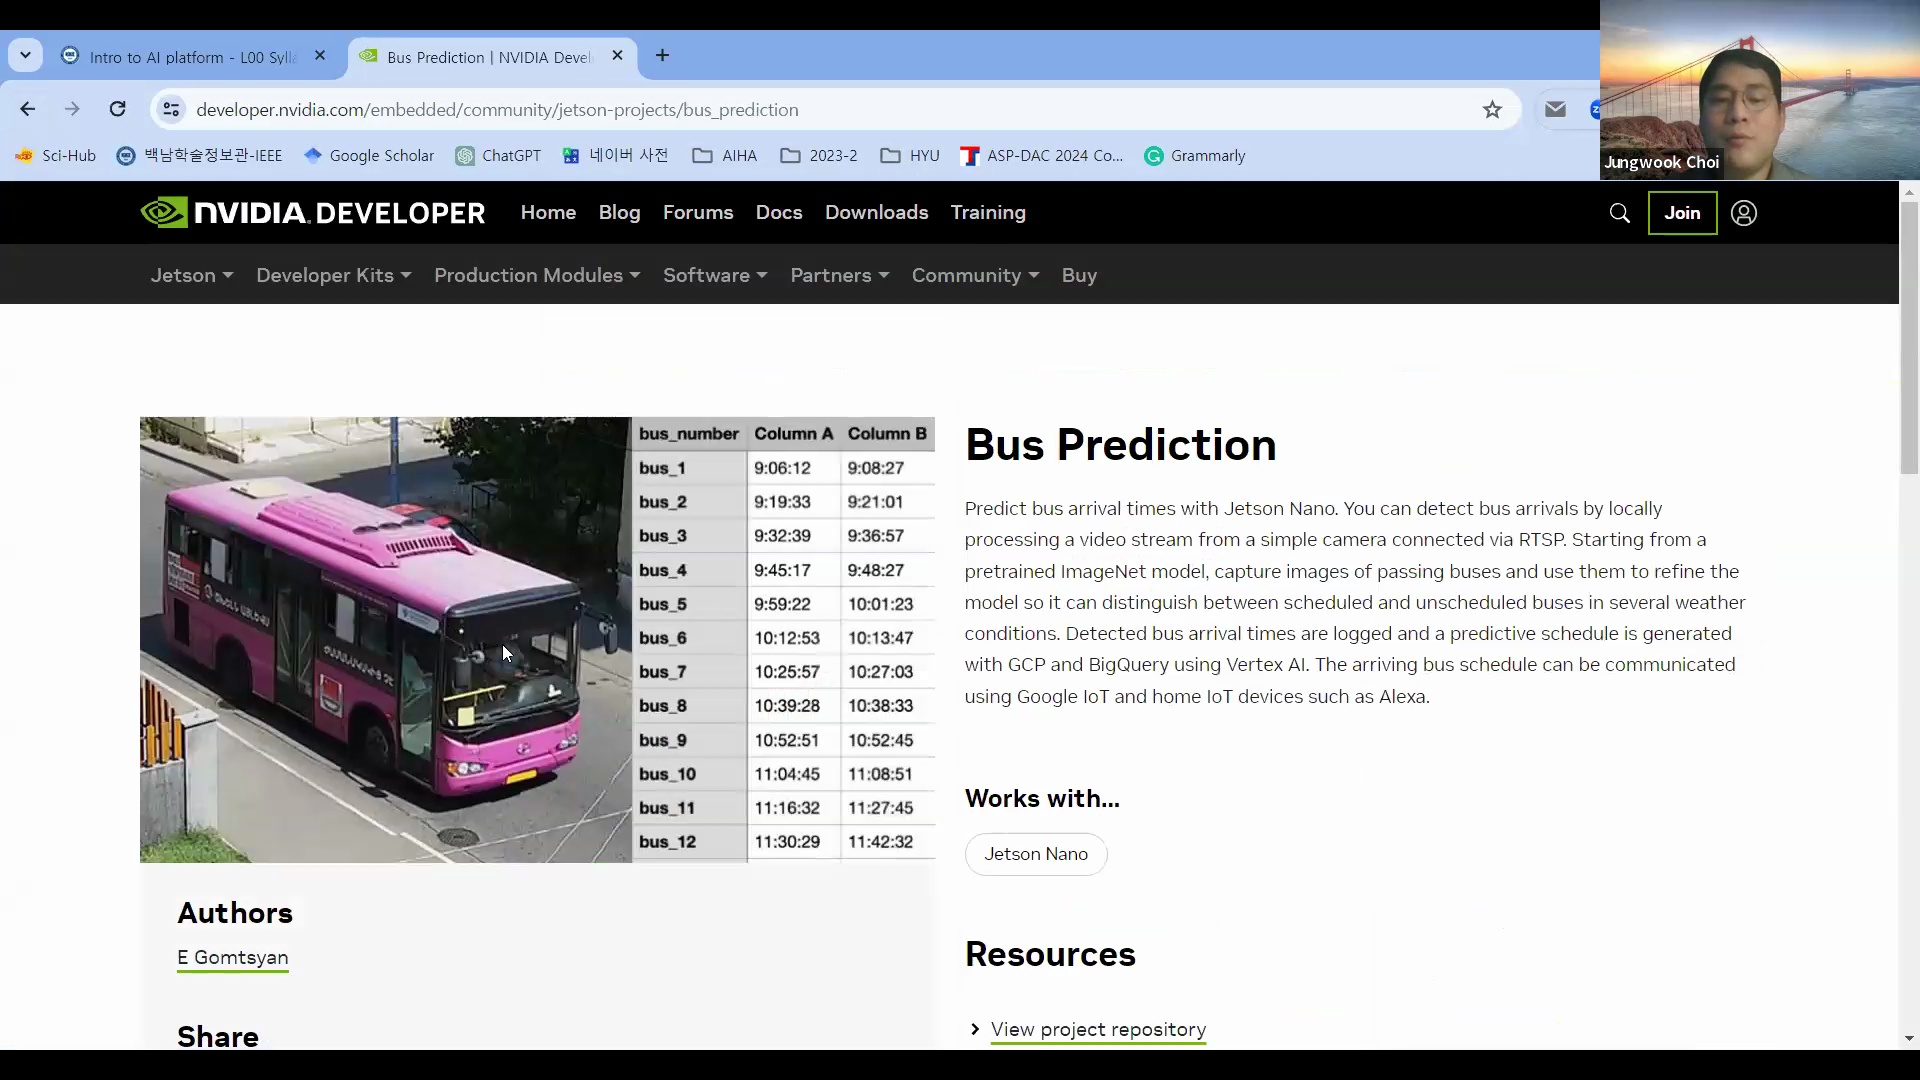 Intro to AI platform - L00 Sylla
Bus Prediction | NVIDIA Devel
developer.nvidia.com/embedded/community/jetson-projects/bus_prediction
Sci-Hub 백남학술정보관-IEEE Google Scholar ChatGPT 네이버 사전 AIHA 2023-2 HYU ASP-DAC 2024 Co... Grammarly
Jungwook Choi
NVIDIA.DEVELOPER Home Blog Forums Docs Downloads Training Join
Jetson Developer Kits Production Modules Software Partners Community Buy
bus_number Column A Column B
bus_1 9:06:12 9:08:27
bus_2 9:19:33 9:21:01
bus_3 9:32:39 9:36:57
bus_4 9:45:17 9:48:27
bus_5 9:59:22 10:01:23
bus_6 10:12:53 10:13:47
bus_7 10:25:57 10:27:03
bus_8 10:39:28 10:38:33
bus_9 10:52:51 10:52:45
bus_10 11:04:45 11:08:51
bus_11 11:16:32 11:27:45
bus_12 11:30:29 11:42:32
Authors
E Gomtsyan
Share
Bus Prediction
Predict bus arrival times with Jetson Nano. You can detect bus arrivals by locally
processing a video stream from a simple camera connected via RTSP. Starting from a
pretrained ImageNet model, capture images of passing buses and use them to refine the
model so it can distinguish between scheduled and unscheduled buses in several weather
conditions. Detected bus arrival times are logged and a predictive schedule is generated
with GCP and BigQuery using Vertex AI. The arriving bus schedule can be communicated
using Google IoT and home IoT devices such as Alexa.
Works with...
Jetson Nano
Resources
View project repository